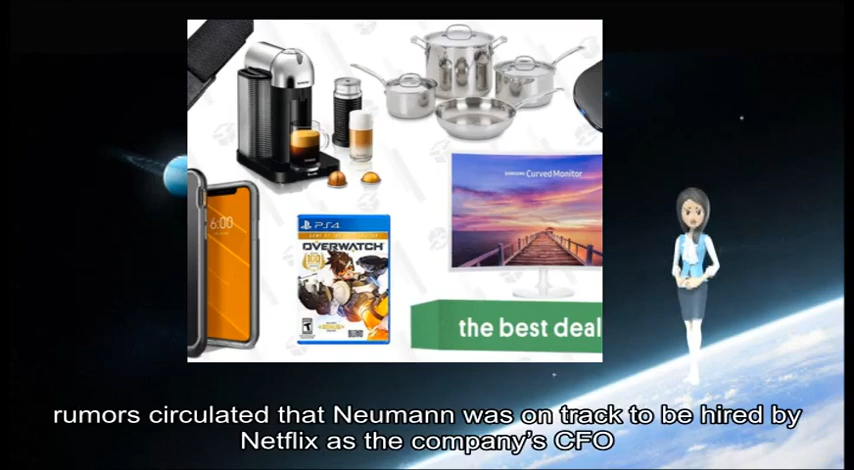 SAMSUNG Curved Monitor
6:00
PS4
OVERWATCH
the best deal
rumors circulated that Neumann was on track to be hired by
Netflix as the company's CFO